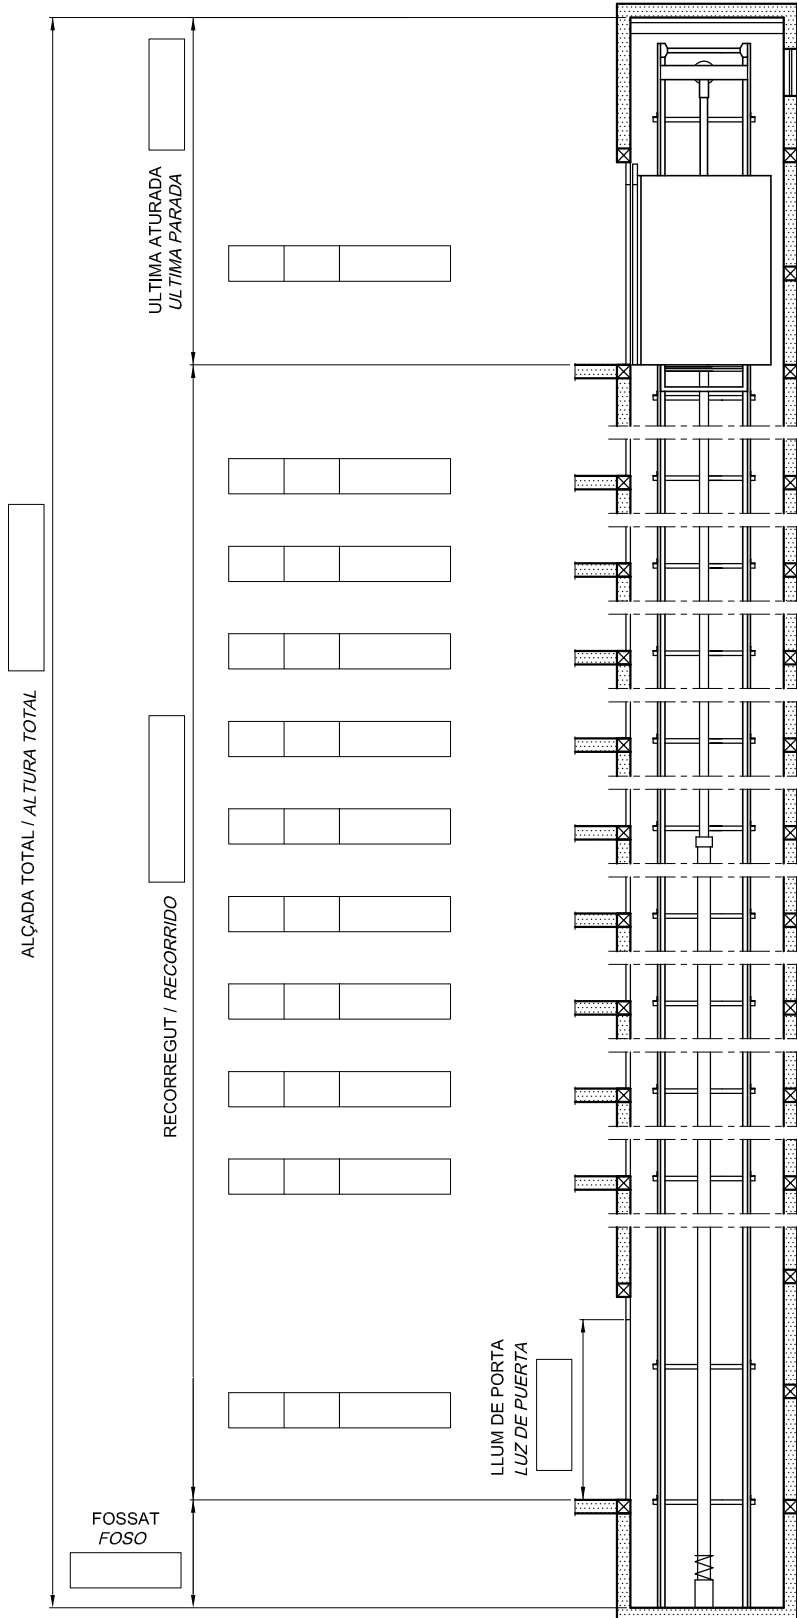 ULTIMA ATURADA
ULTIMA PARADA
ALÇADA TOTAL / ALTURA TOTAL
RECORREGUT / RECORRIDO
LLUM DE PORTA
LUZ DE PUERTA
FOSSAT
FOSO